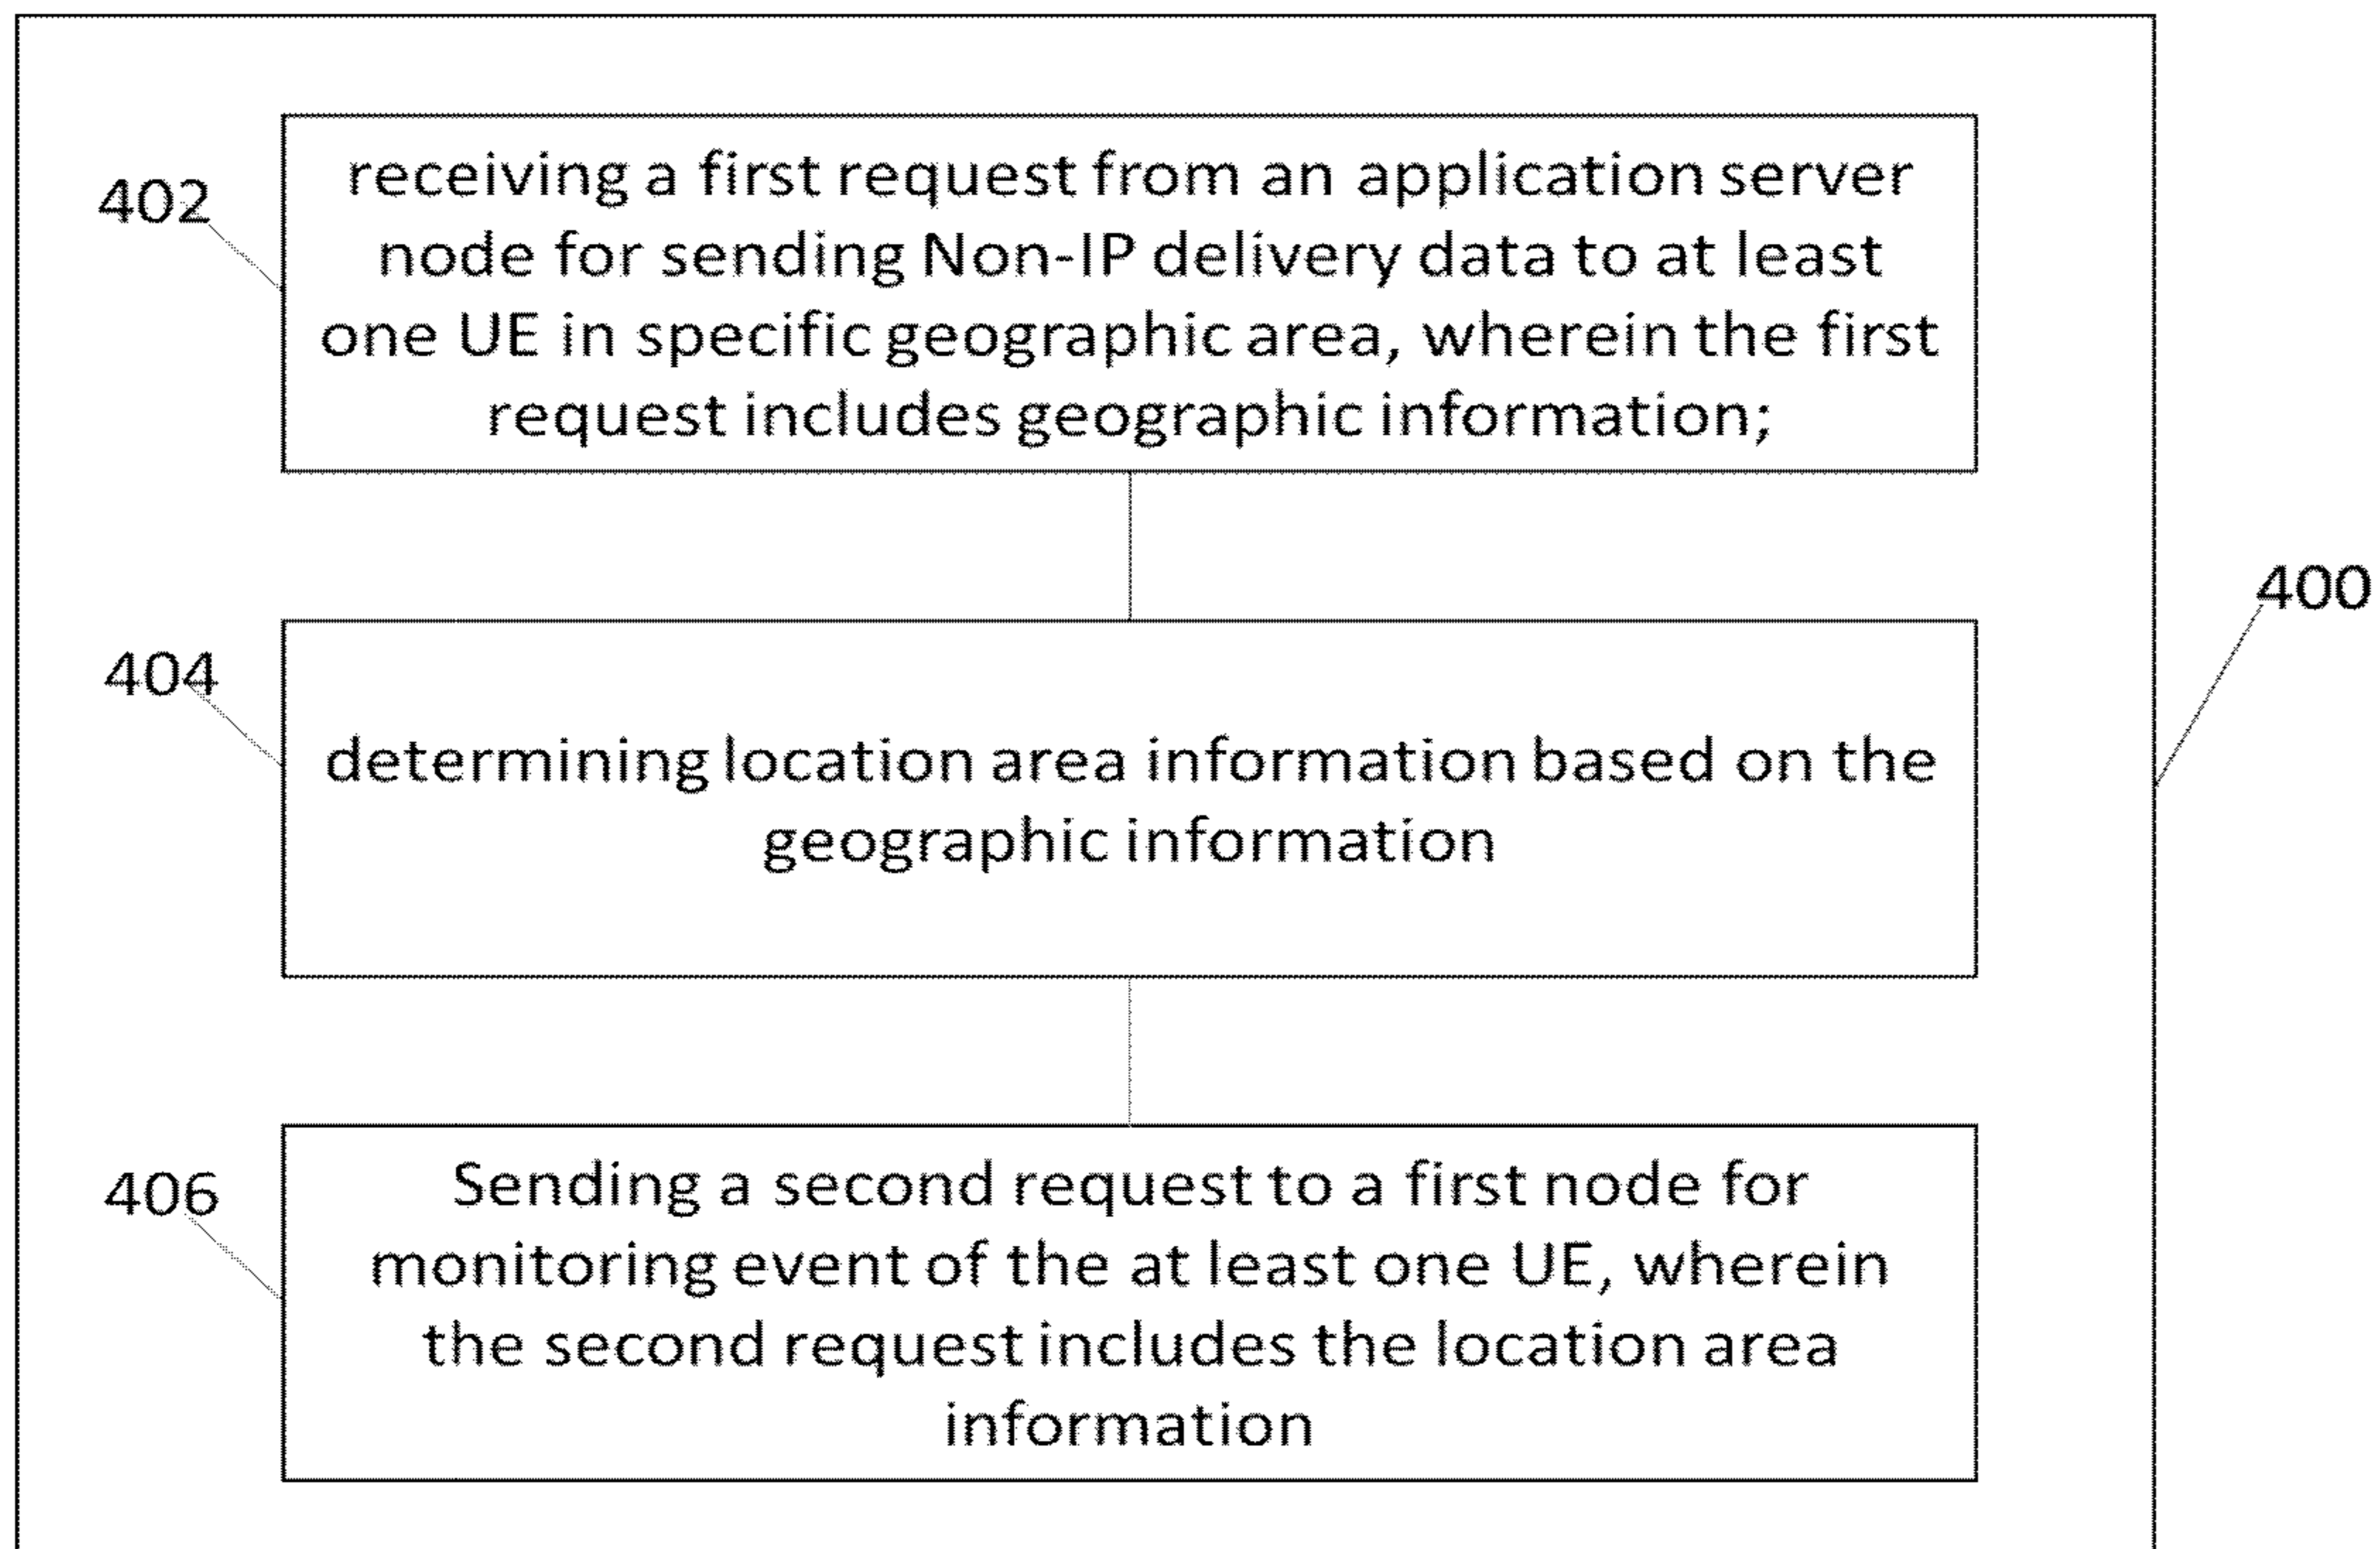 402
receiving a first request from an application server
node for sending Non-IP delivery data to at least
one UE in specific geographic area, wherein the first
request includes geographic information;
400
404
determining location area information based on the
geographic information
406
Sending a second request to a first node for
monitoring event of the at least one UE, wherein
the second request includes the location area
information